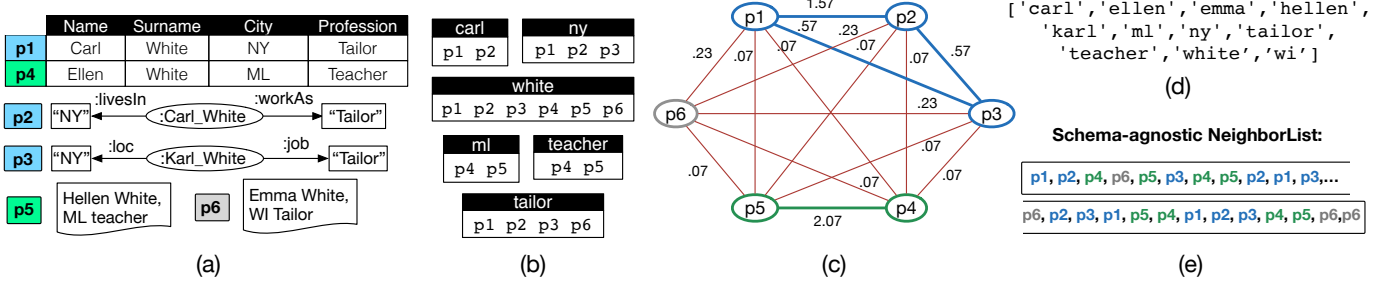 Name Surname City Profession
p1 Carl White NY Tailor
p4 Ellen White ML Teacher
:livesIn :workAs
p2 “NY” :Carl_White “Tailor”
:loc :job
p3 “NY” :Karl_White “Tailor”
p5 Hellen White,
ML teacher
p6 Emma White,
WI Tailor
(a)
carl
p1 p2
ny
p1 p2 p3
white
p1 p2 p3 p4 p5 p6
ml
p4 p5
teacher
p4 p5
tailor
p1 p2 p3 p6
(b)
1.57
p1 p2
.57 .23 .57
.23 .07 .07 .07
.23
p6 p3
.07 .07 .07 .07
p5 p4
2.07
(c)
['carl','ellen','emma','hellen',
'karl','ml','ny','tailor',
'teacher','white','wi']
(d)
Schema-agnostic NeighborList:
p1, p2, p4, p6, p5, p3, p4, p5, p2, p1, p3,...
p6, p2, p3, p1, p5, p4, p1, p2, p3, p4, p5, p6,p6
(e)